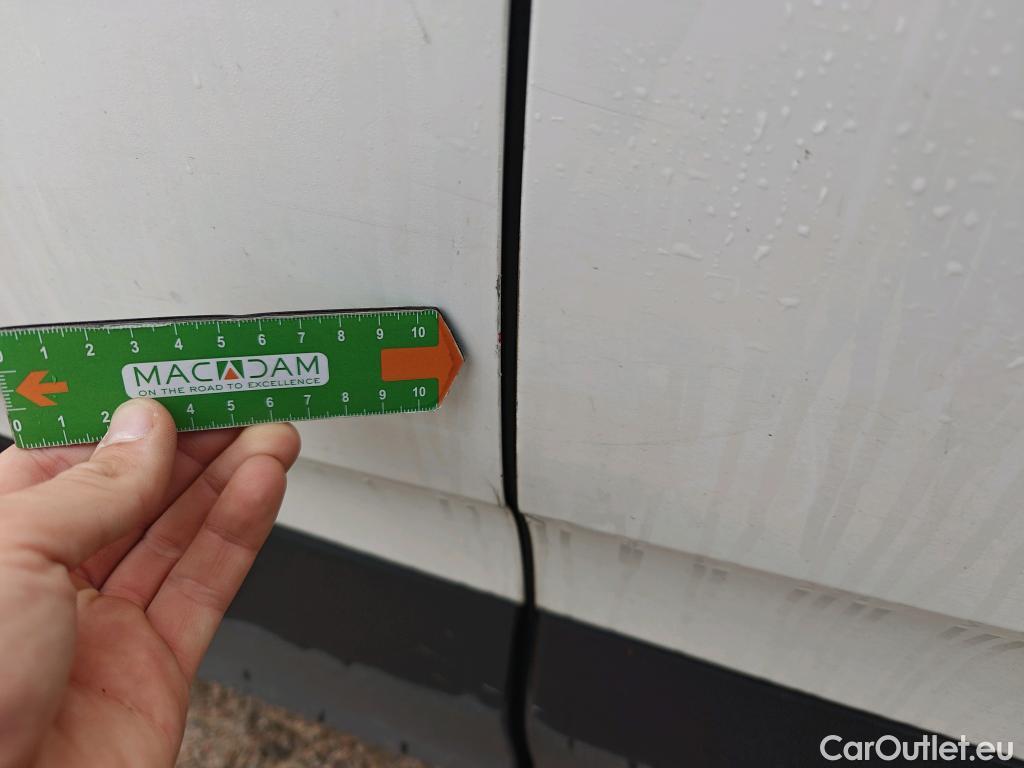 0 1 2 3 4 5 6 7 8 9 10
MACADAM
ON THE ROAD TO EXCELLENCE
0 1 2 4 5 6 7 8 9 10
CarOutlet.eu